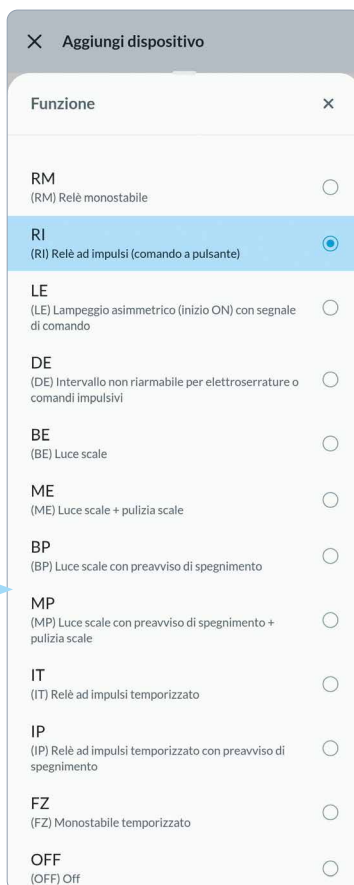 Aggiungi dispositivo
Funzione
RM
(RM) Relè monostabile
RI
(RI) Relè ad impulsi (comando a pulsante)
LE
(LE) Lampeggio asimmetrico (inizio ON) con segnale
di comando
DE
(DE) Intervallo non riarmabile per elettroserrature o
comandi impulsivi
BE
(BE) Luce scale
ME
(ME) Luce scale + pulizia scale
BP
(BP) Luce scale con preavviso di spegnimento
MP
(MP) Luce scale con preavviso di spegnimento +
pulizia scale
IT
(IT) Relè ad impulsi temporizzato
IP
(IP) Relè ad impulsi temporizzato con preavviso di
spegnimento
FZ
(FZ) Monostabile temporizzato
OFF
(OFF) Off